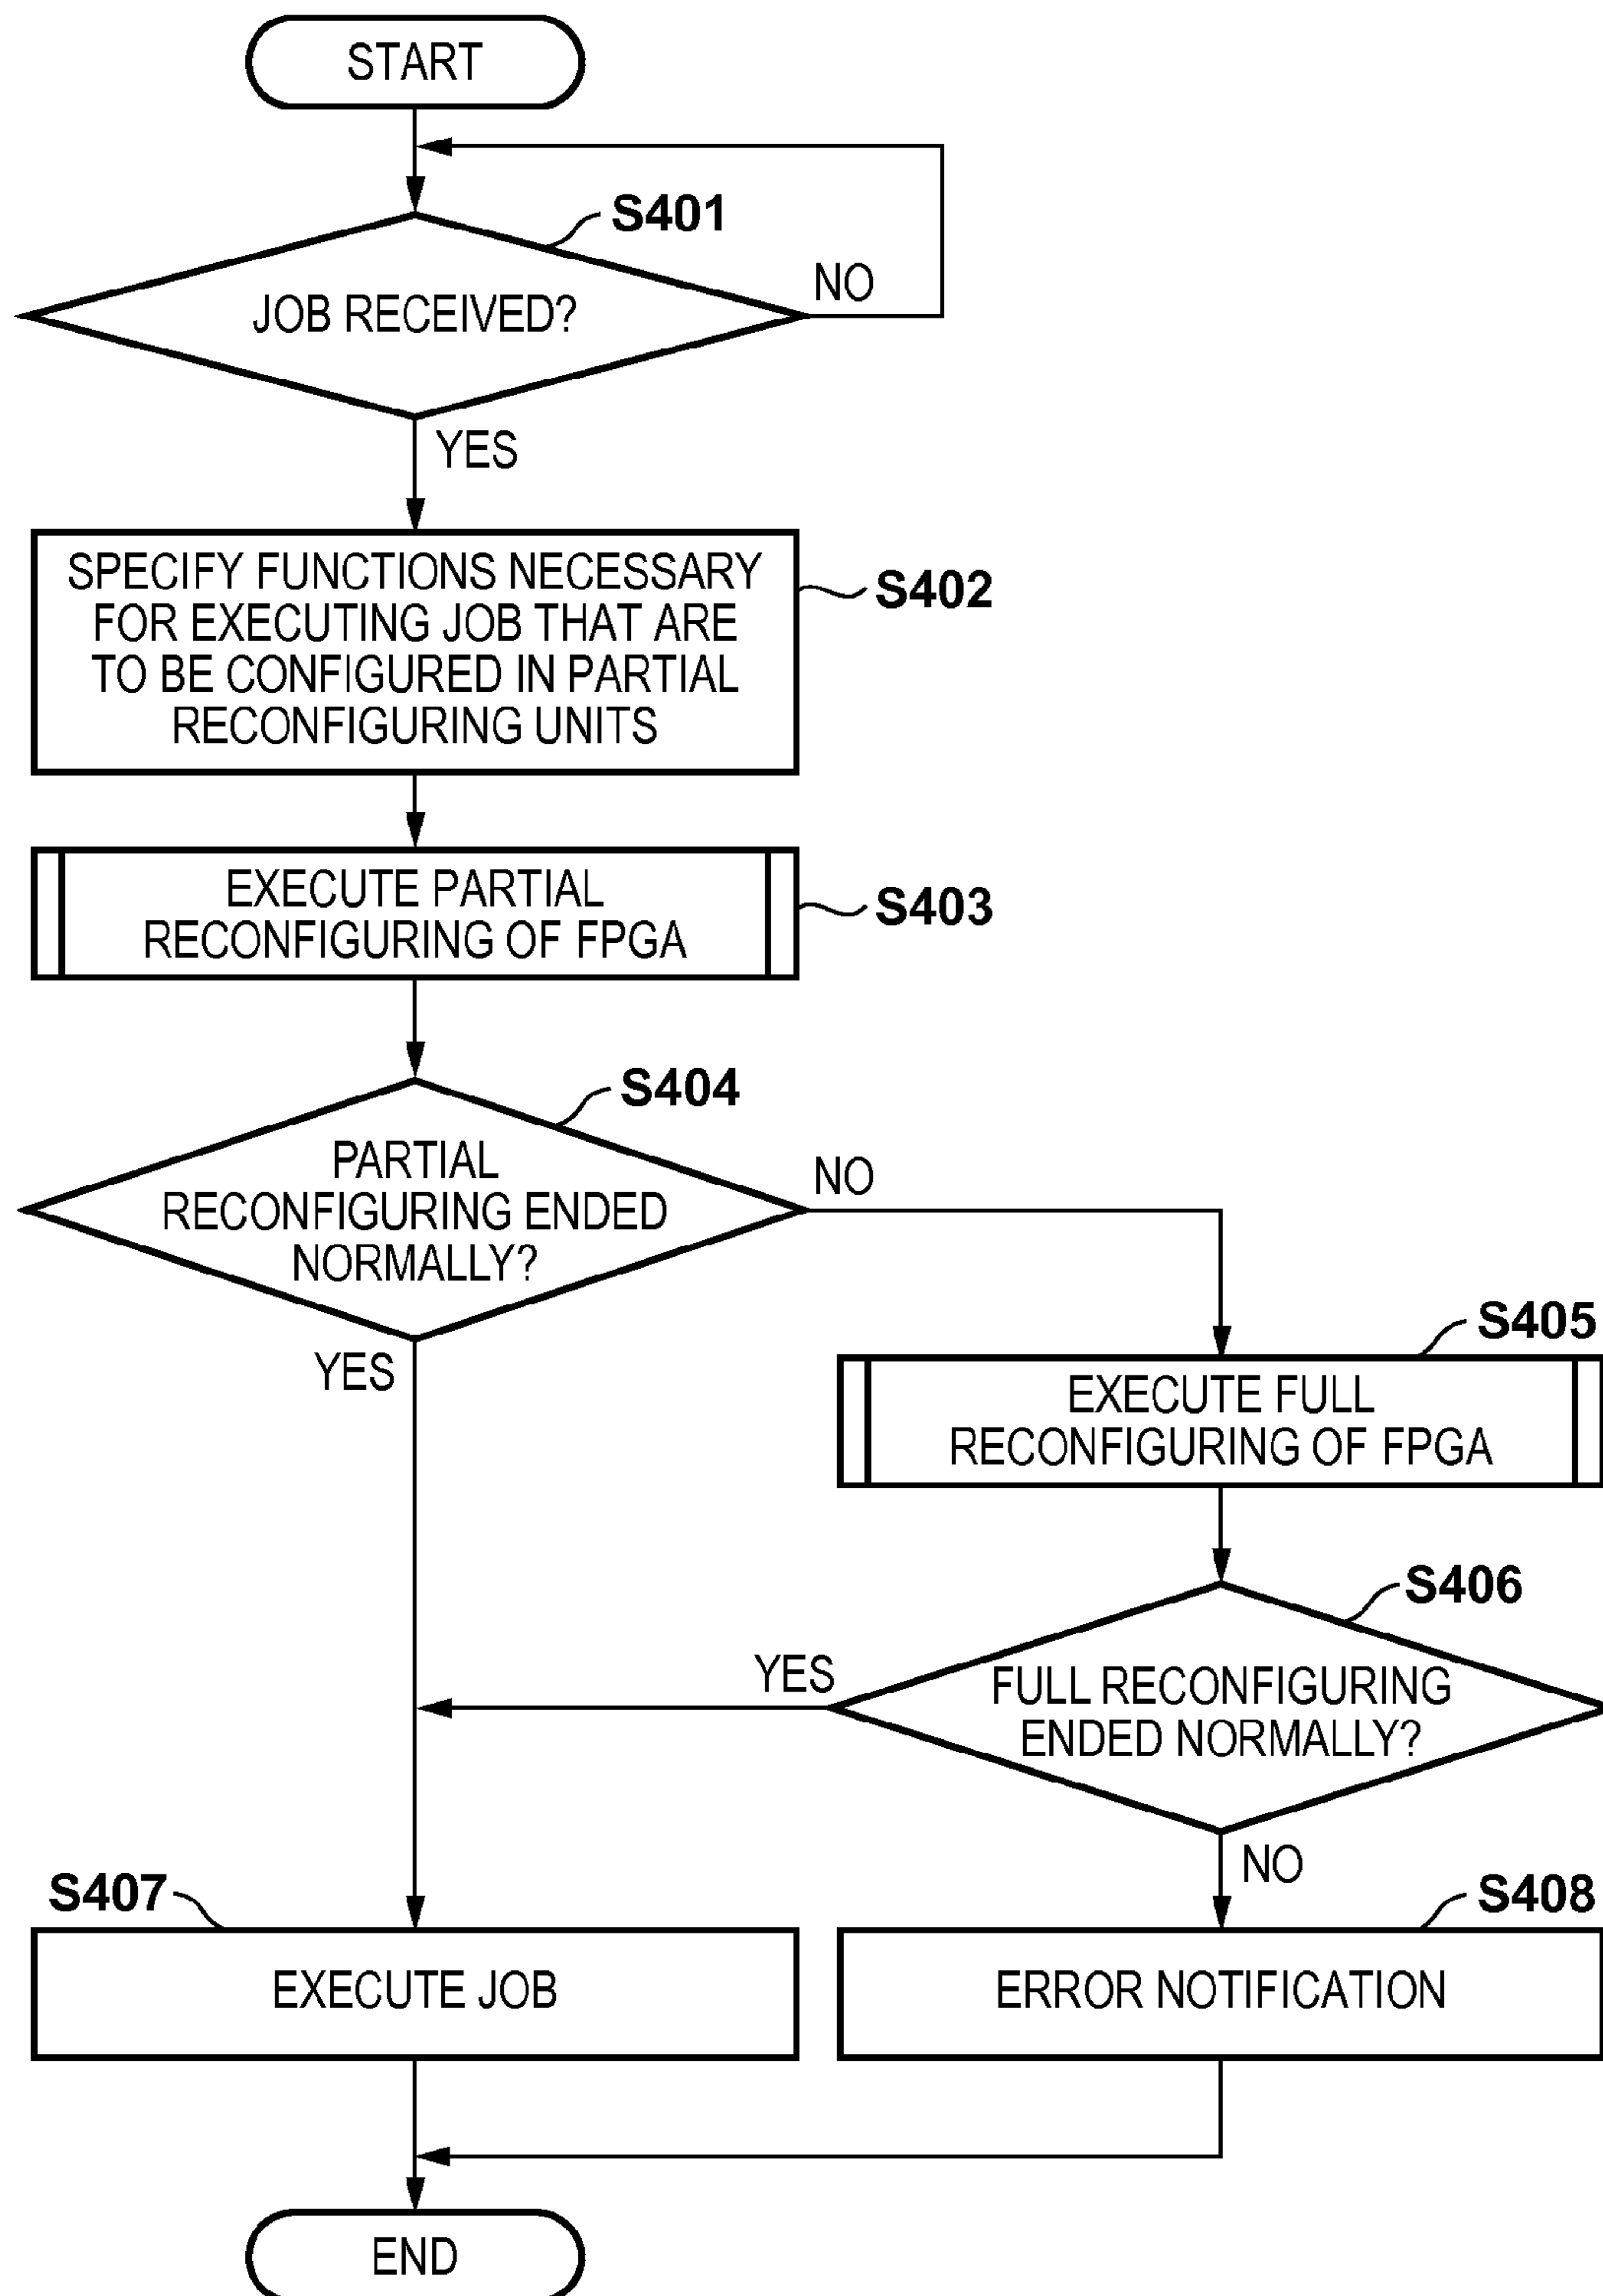 START
S401
JOB RECEIVED?
NO
YES
SPECIFY FUNCTIONS NECESSARY
FOR EXECUTING JOB THAT ARE
TO BE CONFIGURED IN PARTIAL
RECONFIGURING UNITS
S402
EXECUTE PARTIAL
RECONFIGURING OF FPGA
S403
S404
PARTIAL
RECONFIGURING ENDED
NORMALLY?
NO
YES
S405
EXECUTE FULL
RECONFIGURING OF FPGA
S406
FULL RECONFIGURING
ENDED NORMALLY?
YES
NO
S407
EXECUTE JOB
S408
ERROR NOTIFICATION
END